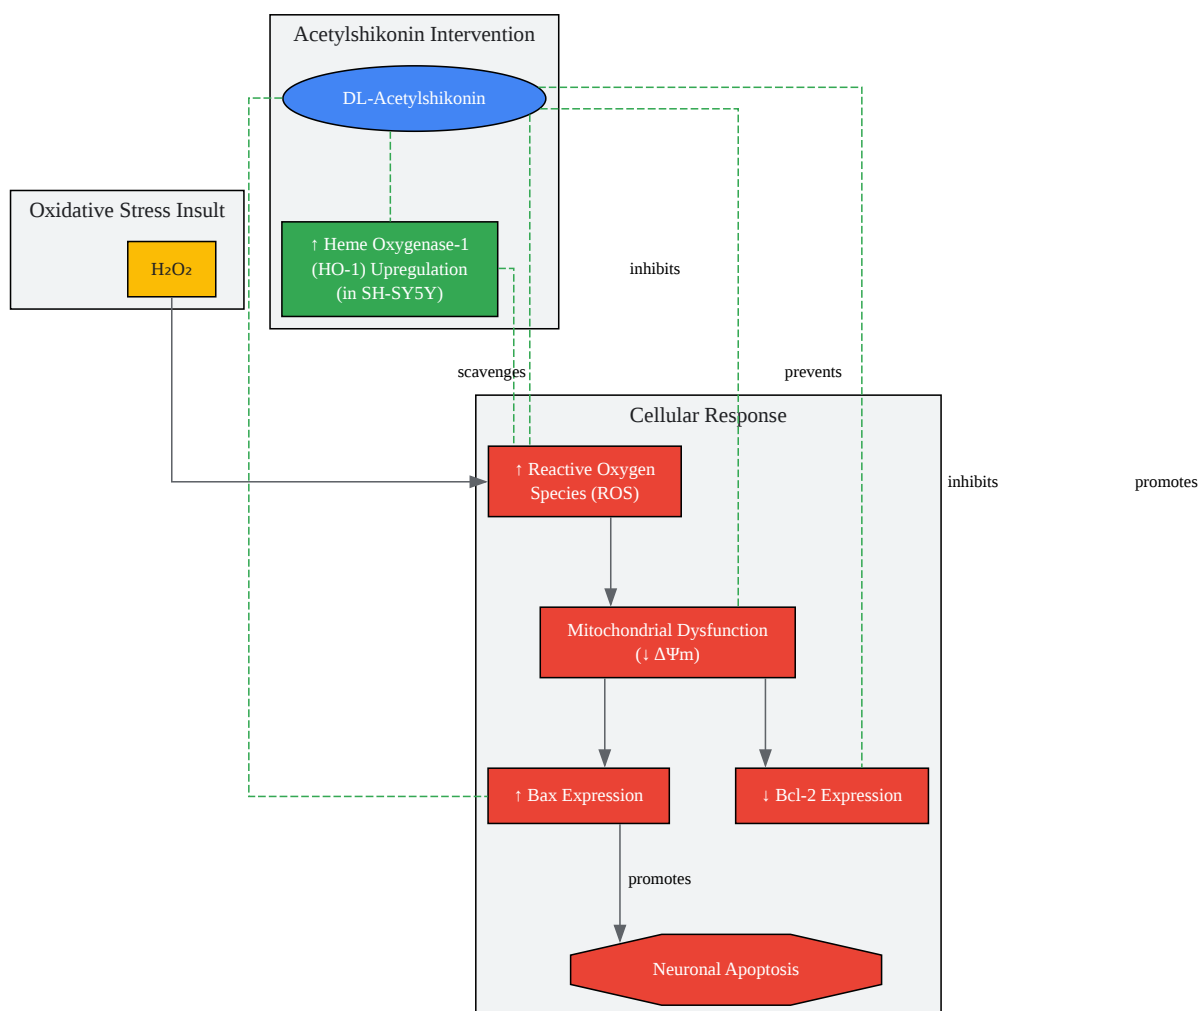 Acetylshikonin Intervention
DL-Acetylshikonin
Oxidative Stress Insult
H₂O₂
↑ Heme Oxygenase-1
(HO-1) Upregulation
(in SH-SY5Y)
inhibits
scavenges
prevents
Cellular Response
↑ Reactive Oxygen
Species (ROS)
inhibits
promotes
Mitochondrial Dysfunction
(↓ ΔΨm)
↑ Bax Expression
↓ Bcl-2 Expression
promotes
Neuronal Apoptosis